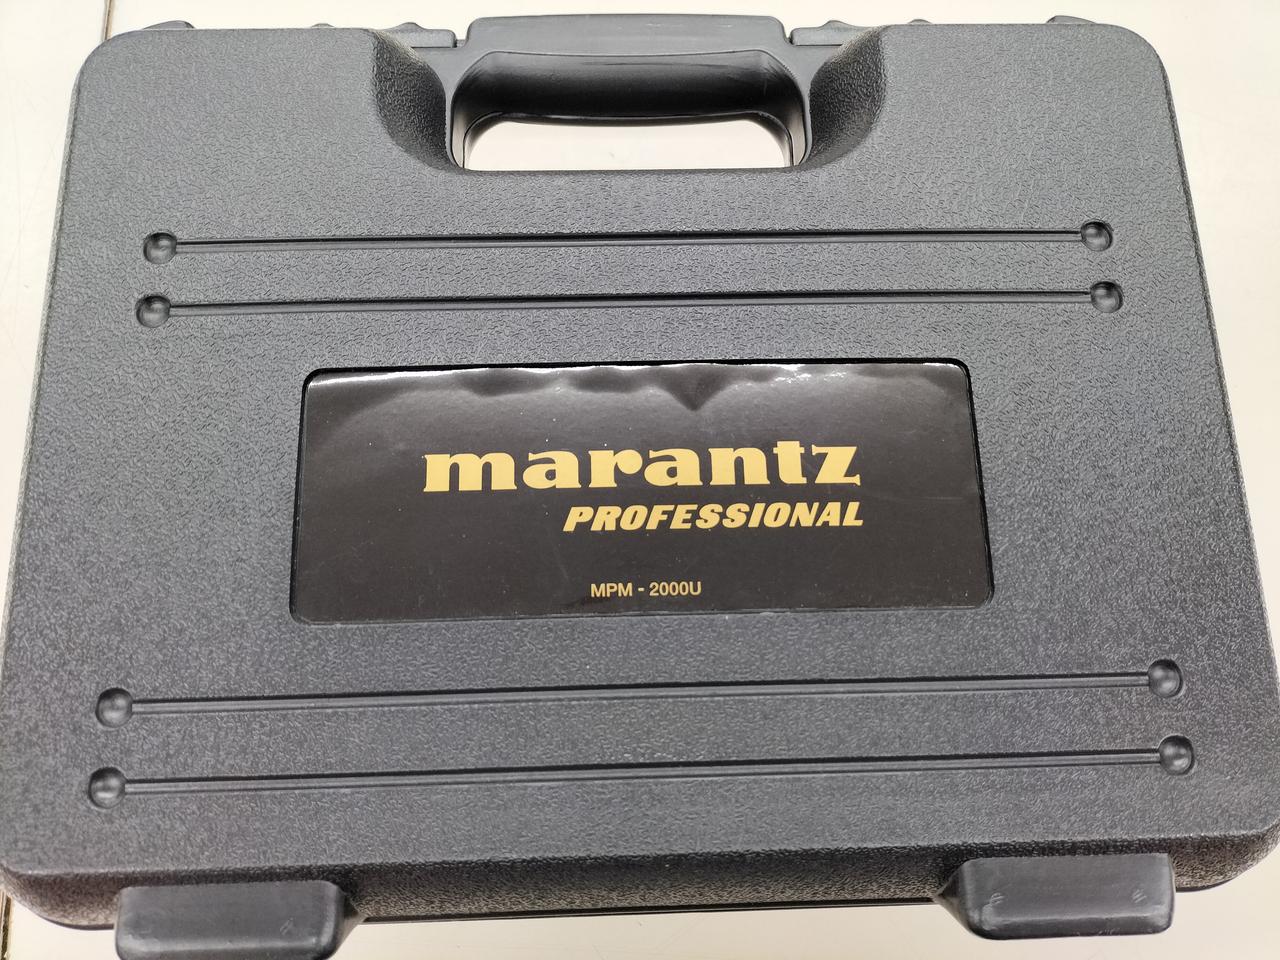 marantz
PROFESSIONAL
MPM - 2000U